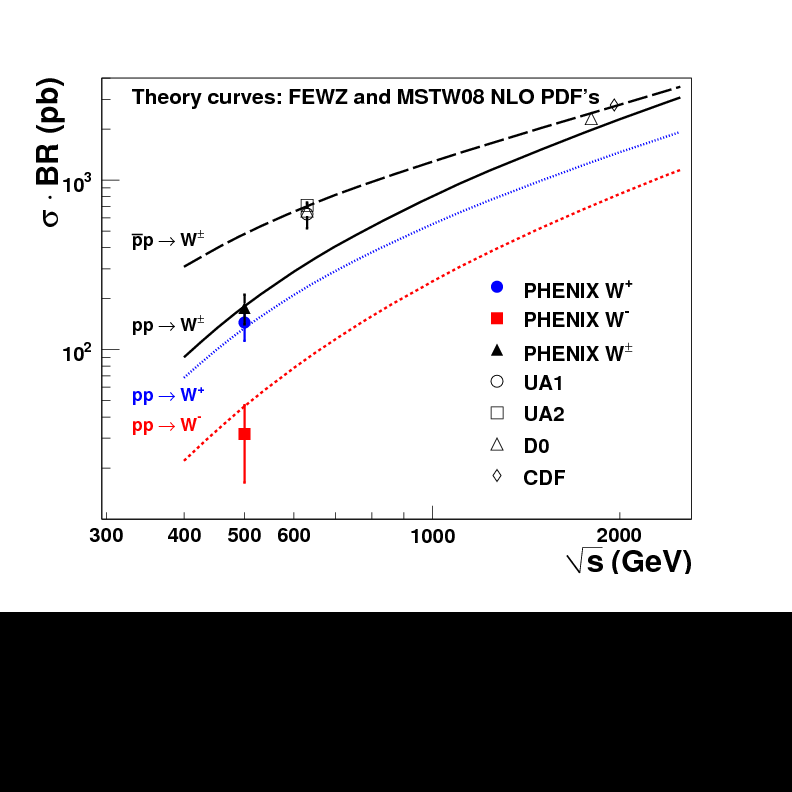 Theory curves: FEWZ and MSTW08 NLO PDF's
σ · BR (pb)
10³
10²
p̅p → W±
pp → W±
pp → W⁺
pp → W⁻
PHENIX W⁺
PHENIX W⁻
PHENIX W±
UA1
UA2
D0
CDF
300 400 500 600 1000 2000
√s (GeV)